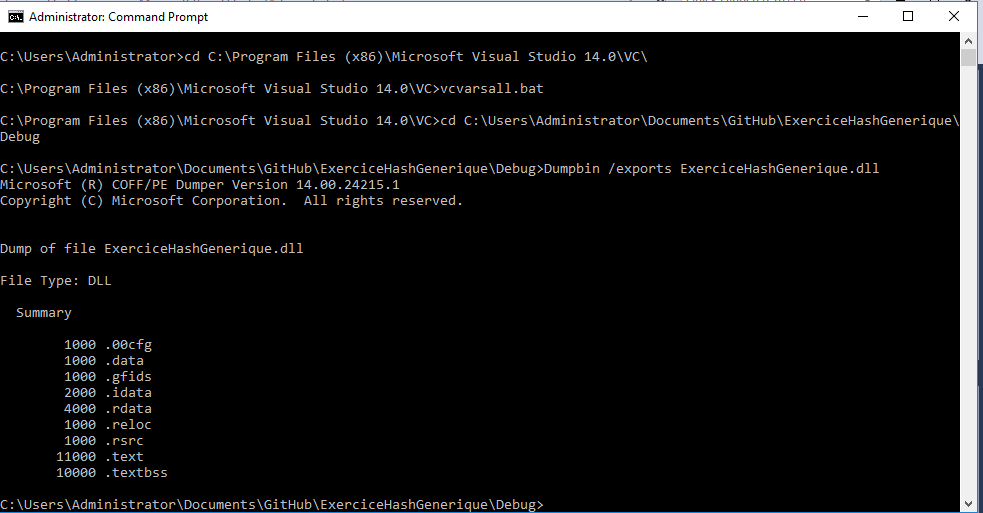 Administrator: Command Prompt
C:\Users\Administrator>cd C:\Program Files (x86)\Microsoft Visual Studio 14.0\VC\
C:\Program Files (x86)\Microsoft Visual Studio 14.0\VC>vcvarsall.bat
C:\Program Files (x86)\Microsoft Visual Studio 14.0\VC>cd C:\Users\Administrator\Documents\GitHub\ExerciceHashGenerique\
Debug
C:\Users\Administrator\Documents\GitHub\ExerciceHashGenerique\Debug>Dumpbin /exports ExerciceHashGenerique.dll
Microsoft (R) COFF/PE Dumper Version 14.00.24215.1
Copyright (C) Microsoft Corporation.  All rights reserved.
Dump of file ExerciceHashGenerique.dll
File Type: DLL
  Summary
        1000 .00cfg
        1000 .data
        1000 .gfids
        2000 .idata
        4000 .rdata
        1000 .reloc
        1000 .rsrc
       11000 .text
       10000 .textbss
C:\Users\Administrator\Documents\GitHub\ExerciceHashGenerique\Debug>